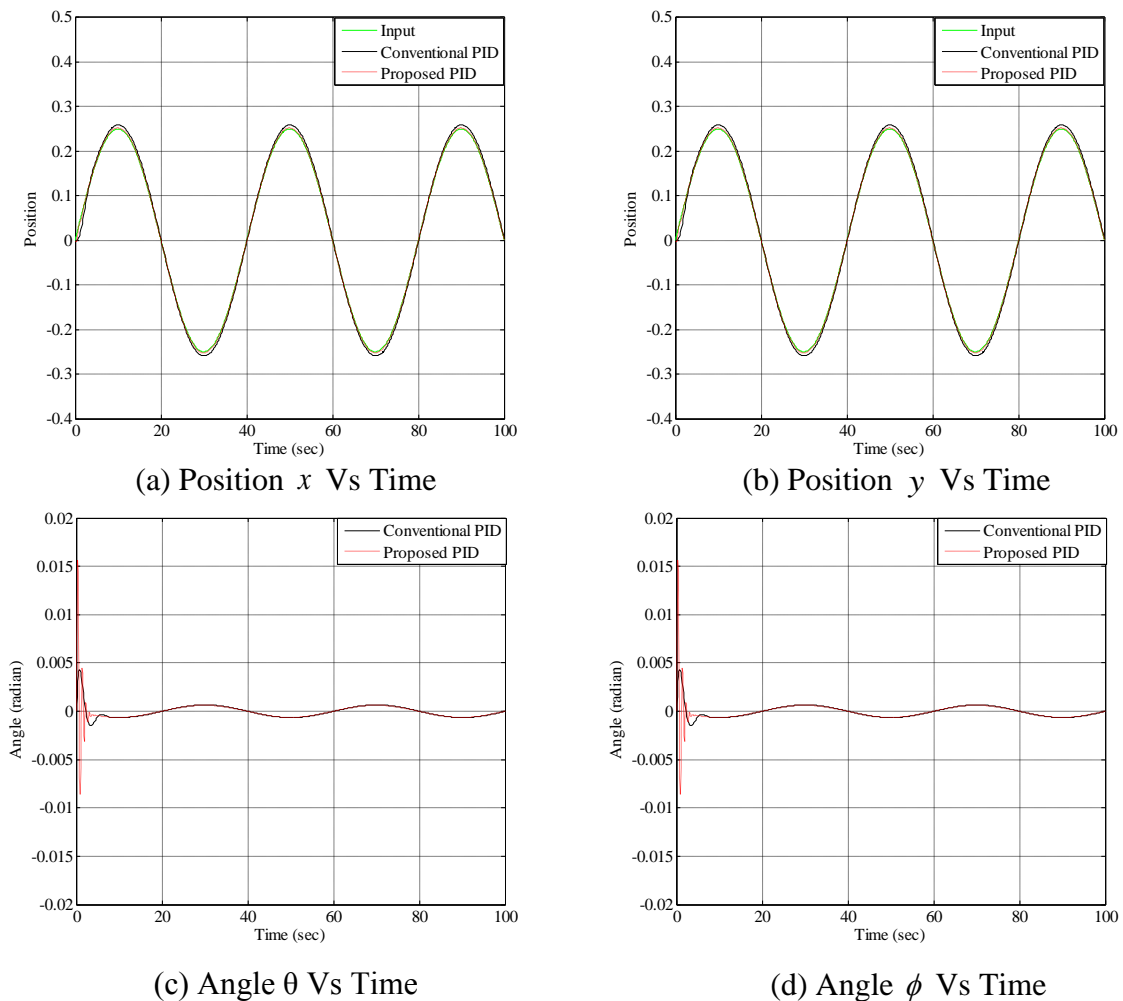 0.5
0.4
0.3
0.2
0.1
0
-0.1
-0.2
-0.3
-0.4
Position
0 20 40 60 80 100
Time (sec)
Input
Conventional PID
Proposed PID
(a) Position x Vs Time
0.5
0.4
0.3
0.2
0.1
0
-0.1
-0.2
-0.3
-0.4
Position
0 20 40 60 80 100
Time (sec)
Input
Conventional PID
Proposed PID
(b) Position y Vs Time
0.02
0.015
0.01
0.005
0
-0.005
-0.01
-0.015
-0.02
Angle (radian)
0 20 40 60 80 100
Time (sec)
Conventional PID
Proposed PID
(c) Angle θ Vs Time
0.02
0.015
0.01
0.005
0
-0.005
-0.01
-0.015
-0.02
Angle (radian)
0 20 40 60 80 100
Time (sec)
Conventional PID
Proposed PID
(d) Angle ϕ Vs Time